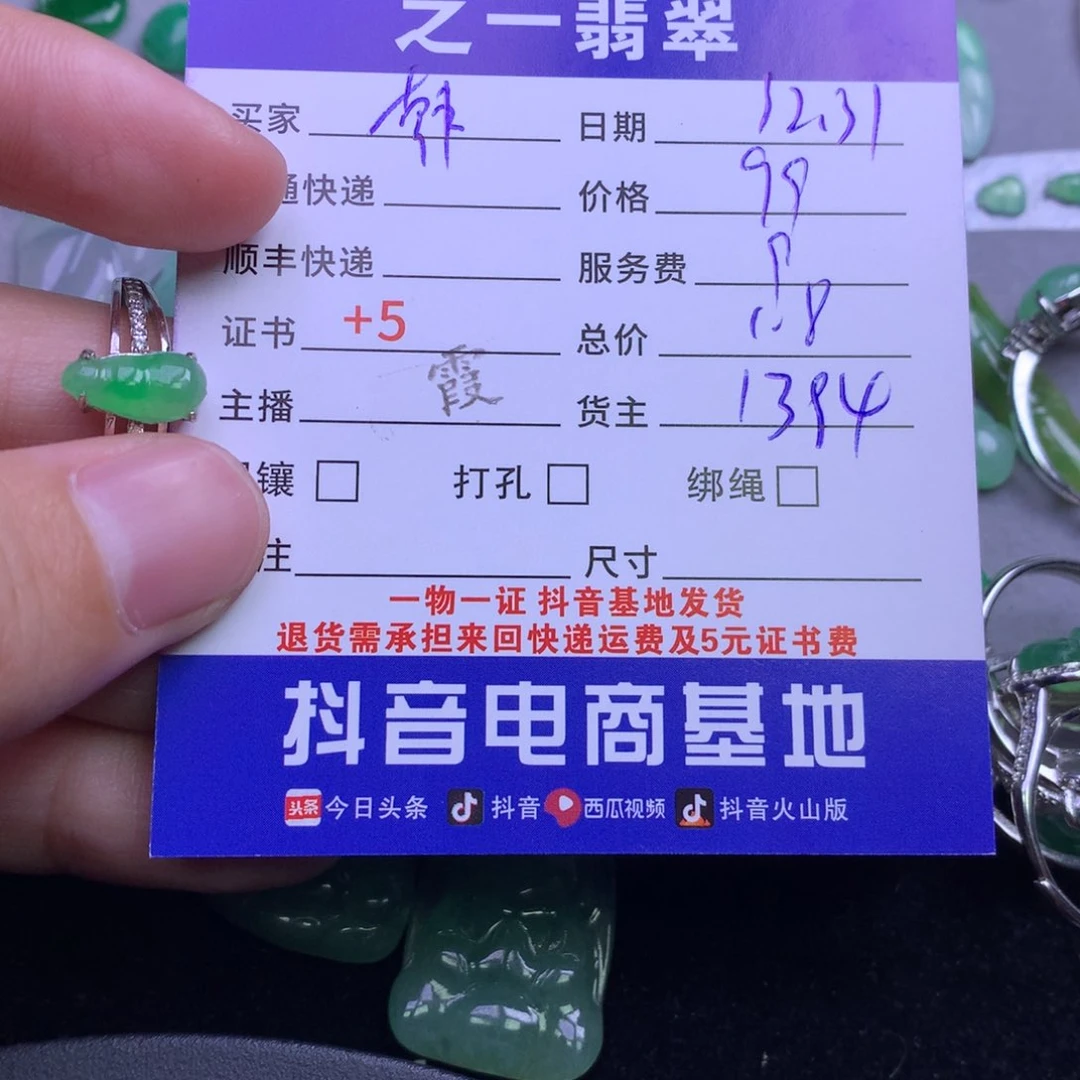 之一翡翠
买家 韩 日期 12.31
通快递 价格 99
顺丰快递 服务费 9
证书 +5 总价 108
主播 霞 货主 1394
镶 打孔 绑绳
注 尺寸
一物一证 抖音基地发货
退货需承担来回快递运费及5元证书费
抖音电商基地
头条 今日头条 抖音 西瓜视频 抖音火山版